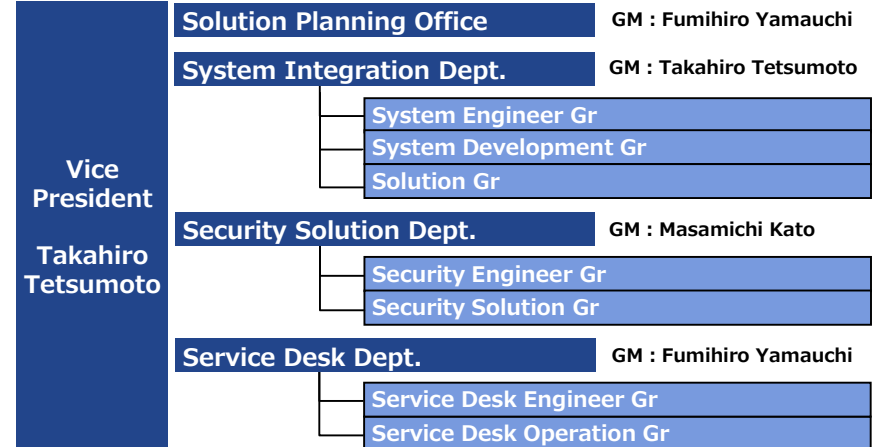 Vice
President
Takahiro
Tetsumoto
Solution Planning Office
GM : Fumihiro Yamauchi
System Integration Dept.
GM : Takahiro Tetsumoto
System Engineer Gr
System Development Gr
Solution Gr
Security Solution Dept.
GM : Masamichi Kato
Security Engineer Gr
Security Solution Gr
Service Desk Dept.
GM : Fumihiro Yamauchi
Service Desk Engineer Gr
Service Desk Operation Gr